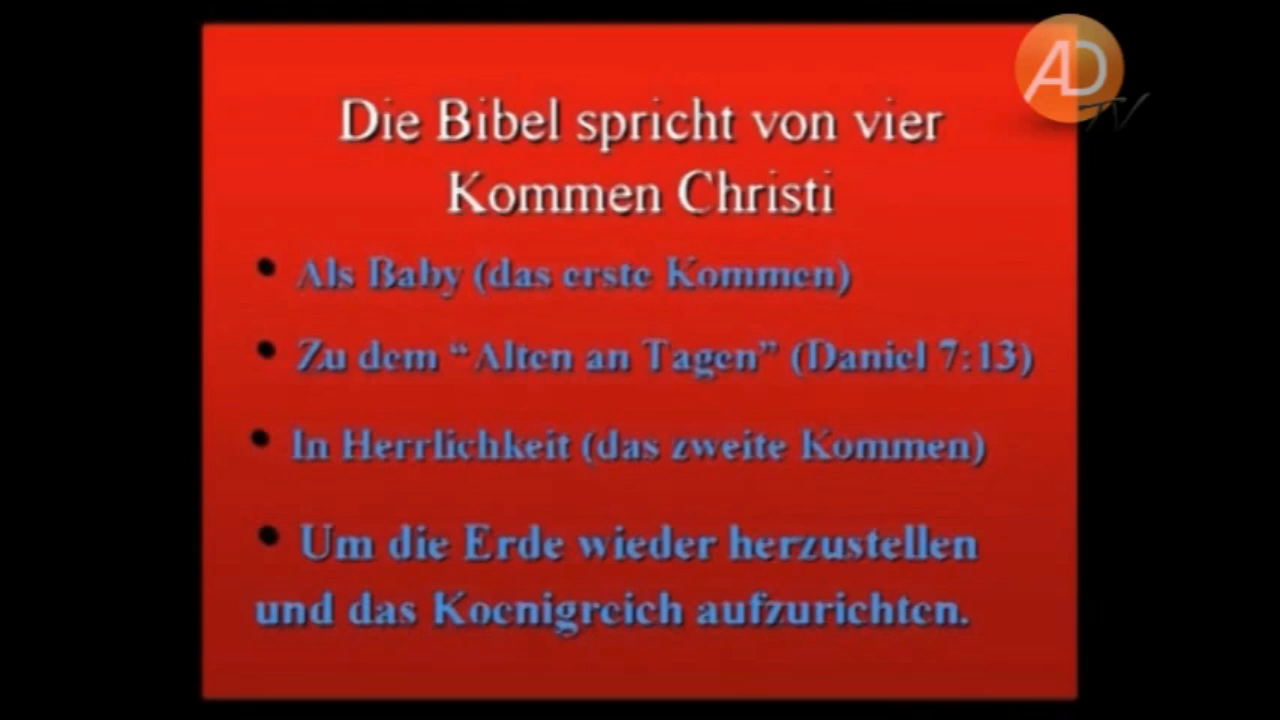 AD
TV
Die Bibel spricht von vier
Kommen Christi
• Als Baby (das erste Kommen)
• Zu dem “Alten an Tagen” (Daniel 7:13)
• In Herrlichkeit (das zweite Kommen)
• Um die Erde wieder herzustellen
und das Koenigreich aufzurichten.